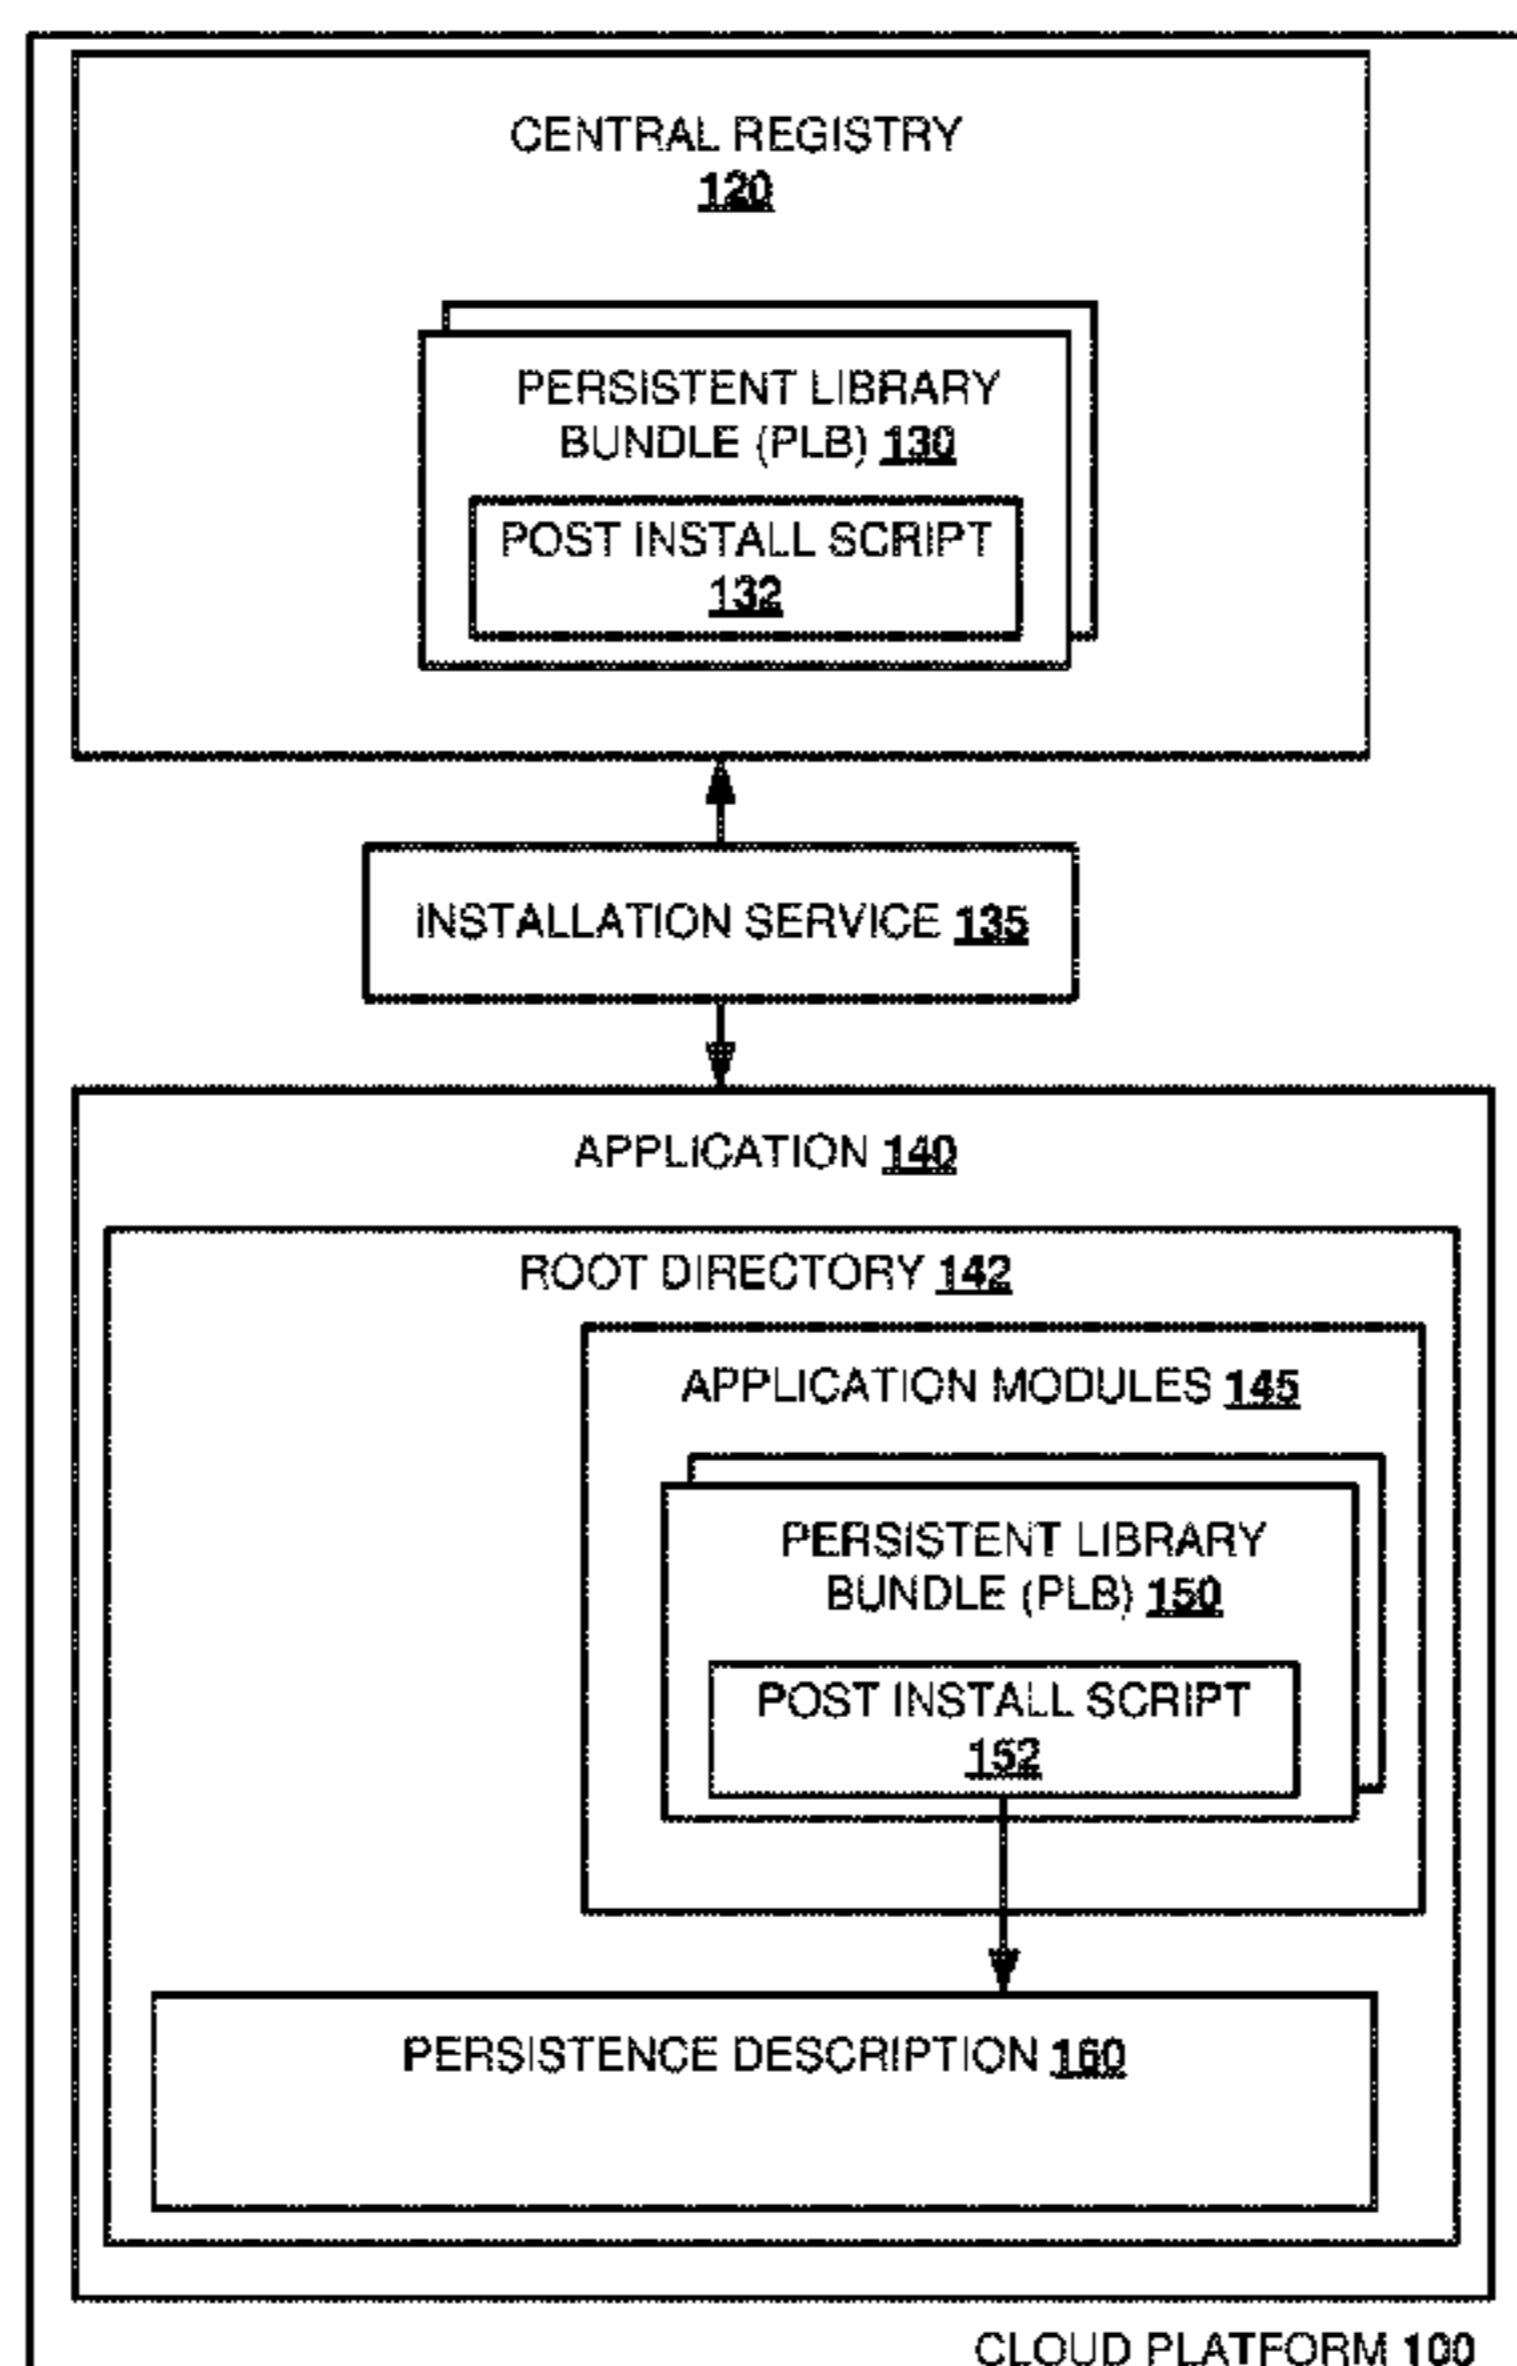 CENTRAL REGISTRY
120
PERSISTENT LIBRARY
BUNDLE (PLB) 130
POST INSTALL SCRIPT
132
INSTALLATION SERVICE 135
APPLICATION 140
ROOT DIRECTORY 142
APPLICATION MODULES 145
PERSISTENT LIBRARY
BUNDLE (PLB) 150
POST INSTALL SCRIPT
152
PERSISTENCE DESCRIPTION 160
CLOUD PLATFORM 100